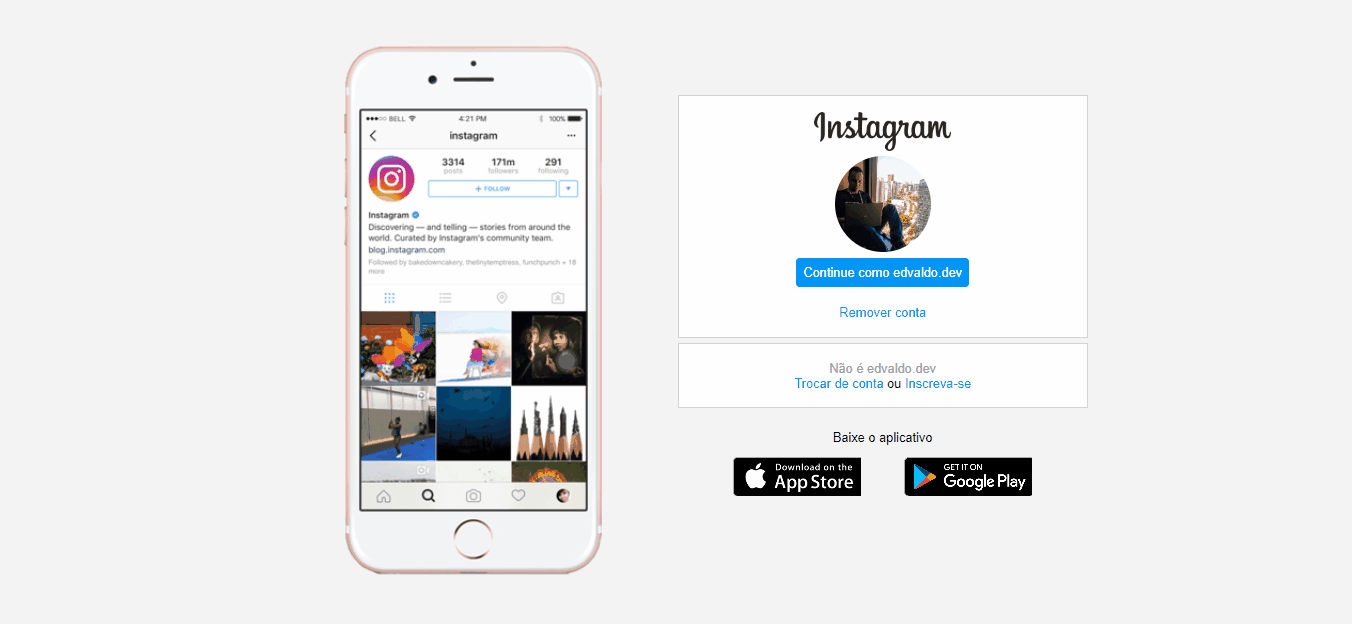 BELL 4:21 PM 100%
instagram
3314 171m 291
posts followers following
+ FOLLOW
Instagram
Discovering — and telling — stories from around the
world. Curated by Instagram's community team.
blog.instagram.com
Followed by bakedowncakery, thetinytemptress, funchpunch + 18
more
Instagram
Continue como edvaldo.dev
Remover conta
Não é edvaldo.dev
Trocar de conta ou Inscreva-se
Baixe o aplicativo
Download on the
App Store
GET IT ON
Google Play